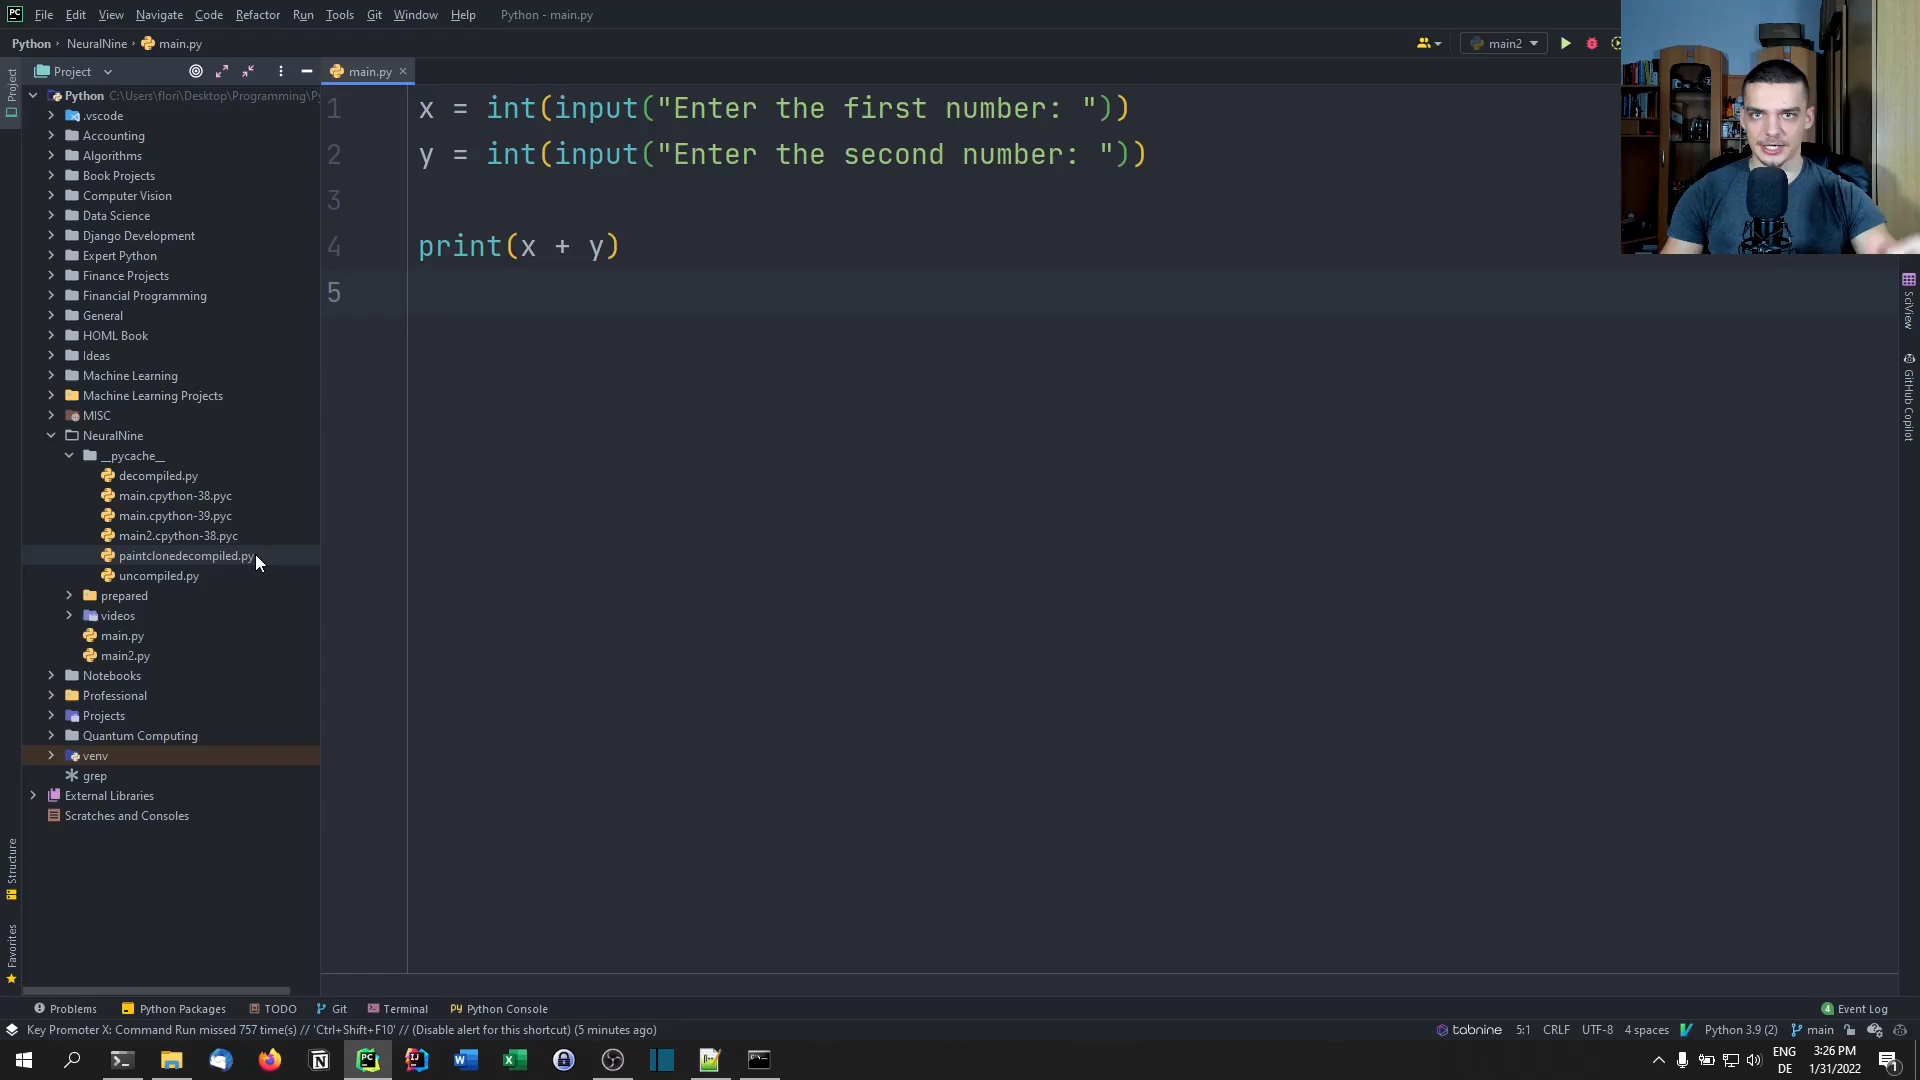 PC File Edit View Navigate Code Refactor Run Tools Git Window Help Python - main.py
Python NeuralNine main.py main2
Project main.py
Project
Python C:\Users\flori\Desktop\Programming\Py
.vscode
Accounting
Algorithms
Book Projects
Computer Vision
Data Science
Django Development
Expert Python
Finance Projects
Financial Programming
General
HOML Book
Ideas
Machine Learning
Machine Learning Projects
MISC
NeuralNine
__pycache__
decompiled.py
main.cpython-38.pyc
main.cpython-39.pyc
main2.cpython-38.pyc
paintclonedecompiled.py
uncompiled.py
prepared
videos
main.py
main2.py
Notebooks
Professional
Projects
Quantum Computing
venv
grep
External Libraries
Scratches and Consoles
1 x = int(input("Enter the first number: "))
2 y = int(input("Enter the second number: "))
3
4 print(x + y)
5
SciView
GitHub Copilot
Structure
Favorites
Problems Python Packages TODO Git Terminal Python Console 4 Event Log
Key Promoter X: Command Run missed 757 time(s) // 'Ctrl+Shift+F10' // (Disable alert for this shortcut) (5 minutes ago) tabnine 5:1 CRLF UTF-8 4 spaces Python 3.9 (2) main
ENG 3:26 PM
DE 1/31/2022